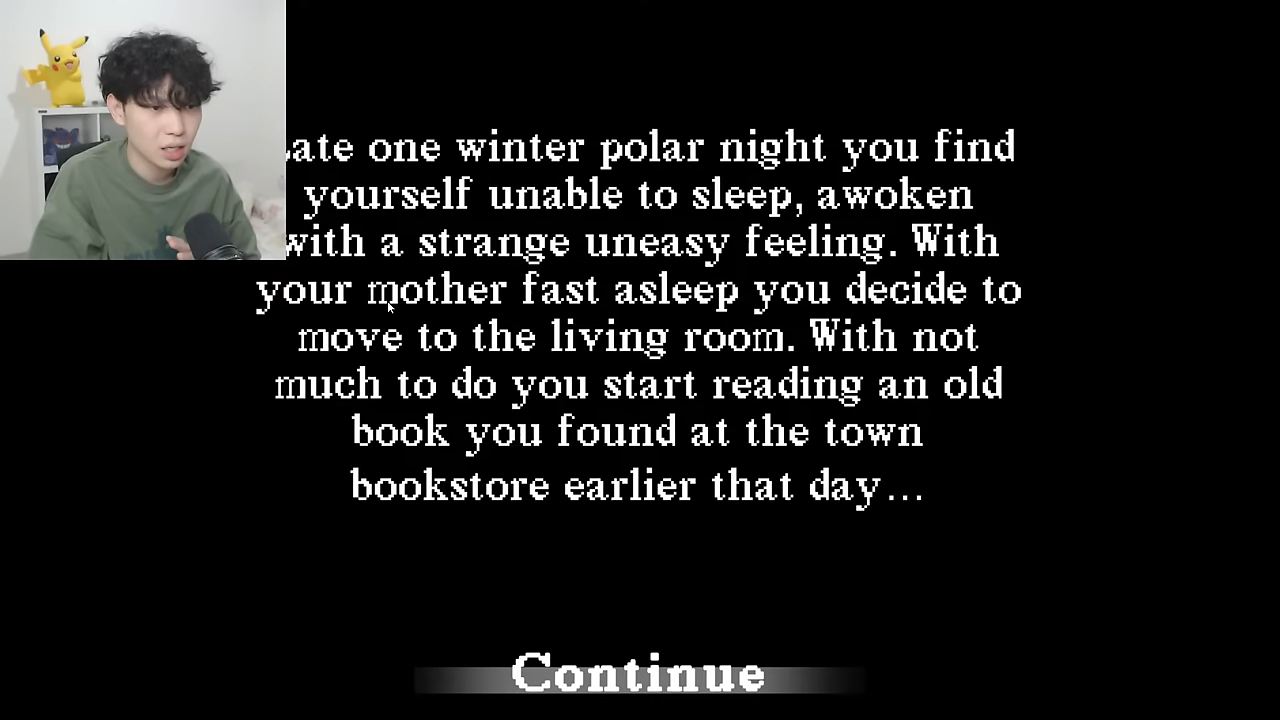 Late one winter polar night you find
yourself unable to sleep, awoken
with a strange uneasy feeling. With
your mother fast asleep you decide to
move to the living room. With not
much to do you start reading an old
book you found at the town
bookstore earlier that day...
Continue